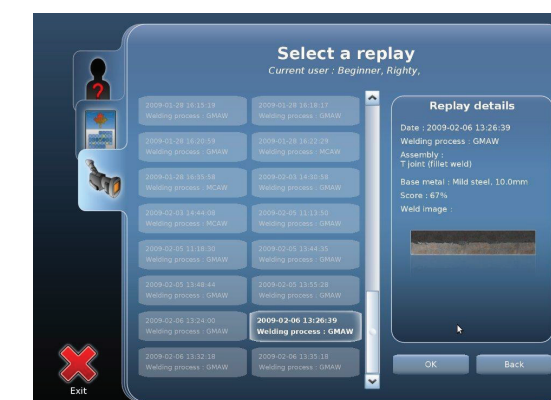 Select a replay
Current user : Beginner, Righty,
2009-01-28 16:15:19
Welding process : GMAW
2009-01-28 16:18:17
Welding process : GMAW
2009-01-28 16:20:59
Welding process : GMAW
2009-01-28 16:22:29
Welding process : MCAW
2009-01-28 16:35:58
Welding process : MCAW
2009-02-03 14:30:58
Welding process : GMAW
2009-02-03 14:44:08
Welding process : MCAW
2009-02-05 11:13:50
Welding process : GMAW
2009-02-05 11:18:30
Welding process : GMAW
2009-02-05 13:44:35
Welding process : GMAW
2009-02-05 13:48:44
Welding process : GMAW
2009-02-05 13:55:28
Welding process : GMAW
2009-02-06 13:24:00
Welding process : GMAW
2009-02-06 13:26:39
Welding process : GMAW
2009-02-06 13:32:18
Welding process : GMAW
2009-02-06 13:35:18
Welding process : GMAW
Replay details
Date : 2009-02-06 13:26:39
Welding process : GMAW
Assembly :
T joint (fillet weld)
Base metal : Mild steel, 10.0mm
Score : 67%
Weld image :
OK
Back
Exit